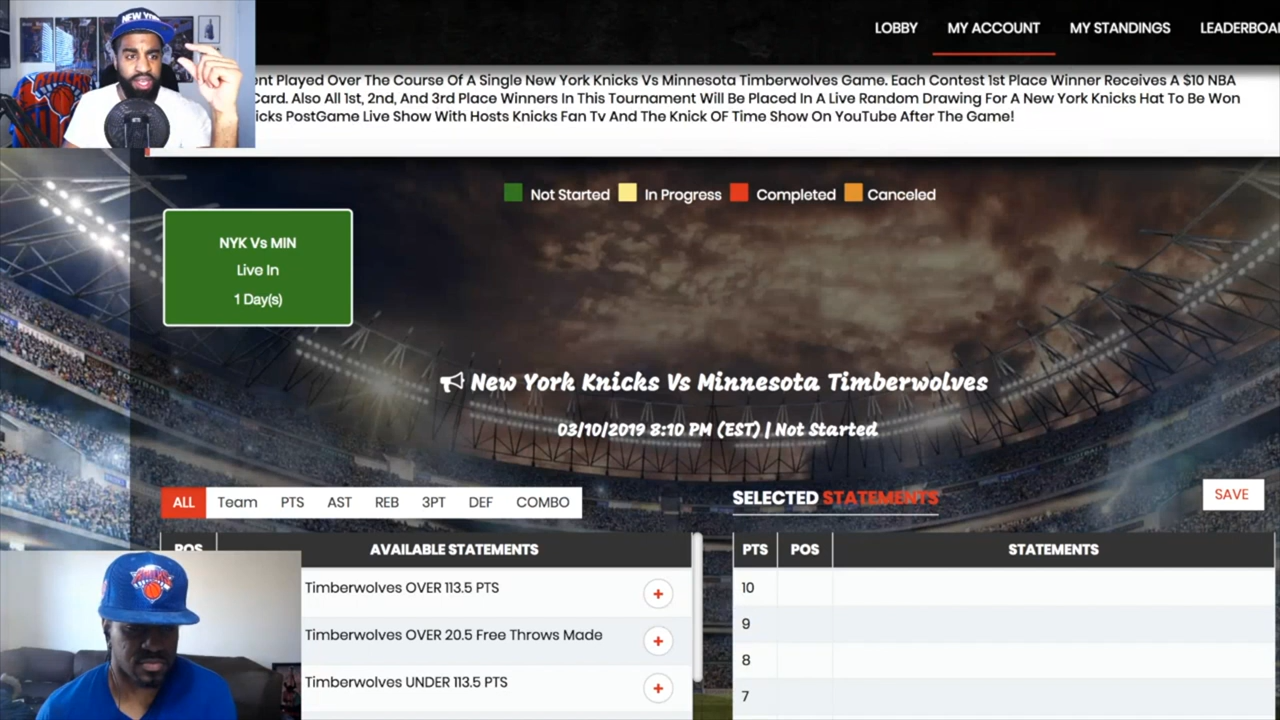 NEW YORK
LOBBY
MY ACCOUNT
MY STANDINGS
LEADERBOA
ent Played Over The Course Of A Single New York Knicks Vs Minnesota Timberwolves Game. Each Contest 1st Place Winner Receives A $10 NBA
Card. Also All 1st, 2nd, And 3rd Place Winners In This Tournament Will Be Placed In A Live Random Drawing For A New York Knicks Hat To Be Won
icks PostGame Live Show With Hosts Knicks Fan Tv And The Knick OF Time Show On YouTube After The Game!
Not Started
In Progress
Completed
Canceled
NYK Vs MIN
Live In
1 Day(s)
New York Knicks Vs Minnesota Timberwolves
03/10/2019 8:10 PM (EST) | Not Started
ALL Team PTS AST REB 3PT DEF COMBO
SELECTED STATEMENTS
SAVE
POS AVAILABLE STATEMENTS
Timberwolves OVER 113.5 PTS +
Timberwolves OVER 20.5 Free Throws Made +
Timberwolves UNDER 113.5 PTS +
PTS POS STATEMENTS
10
9
8
7